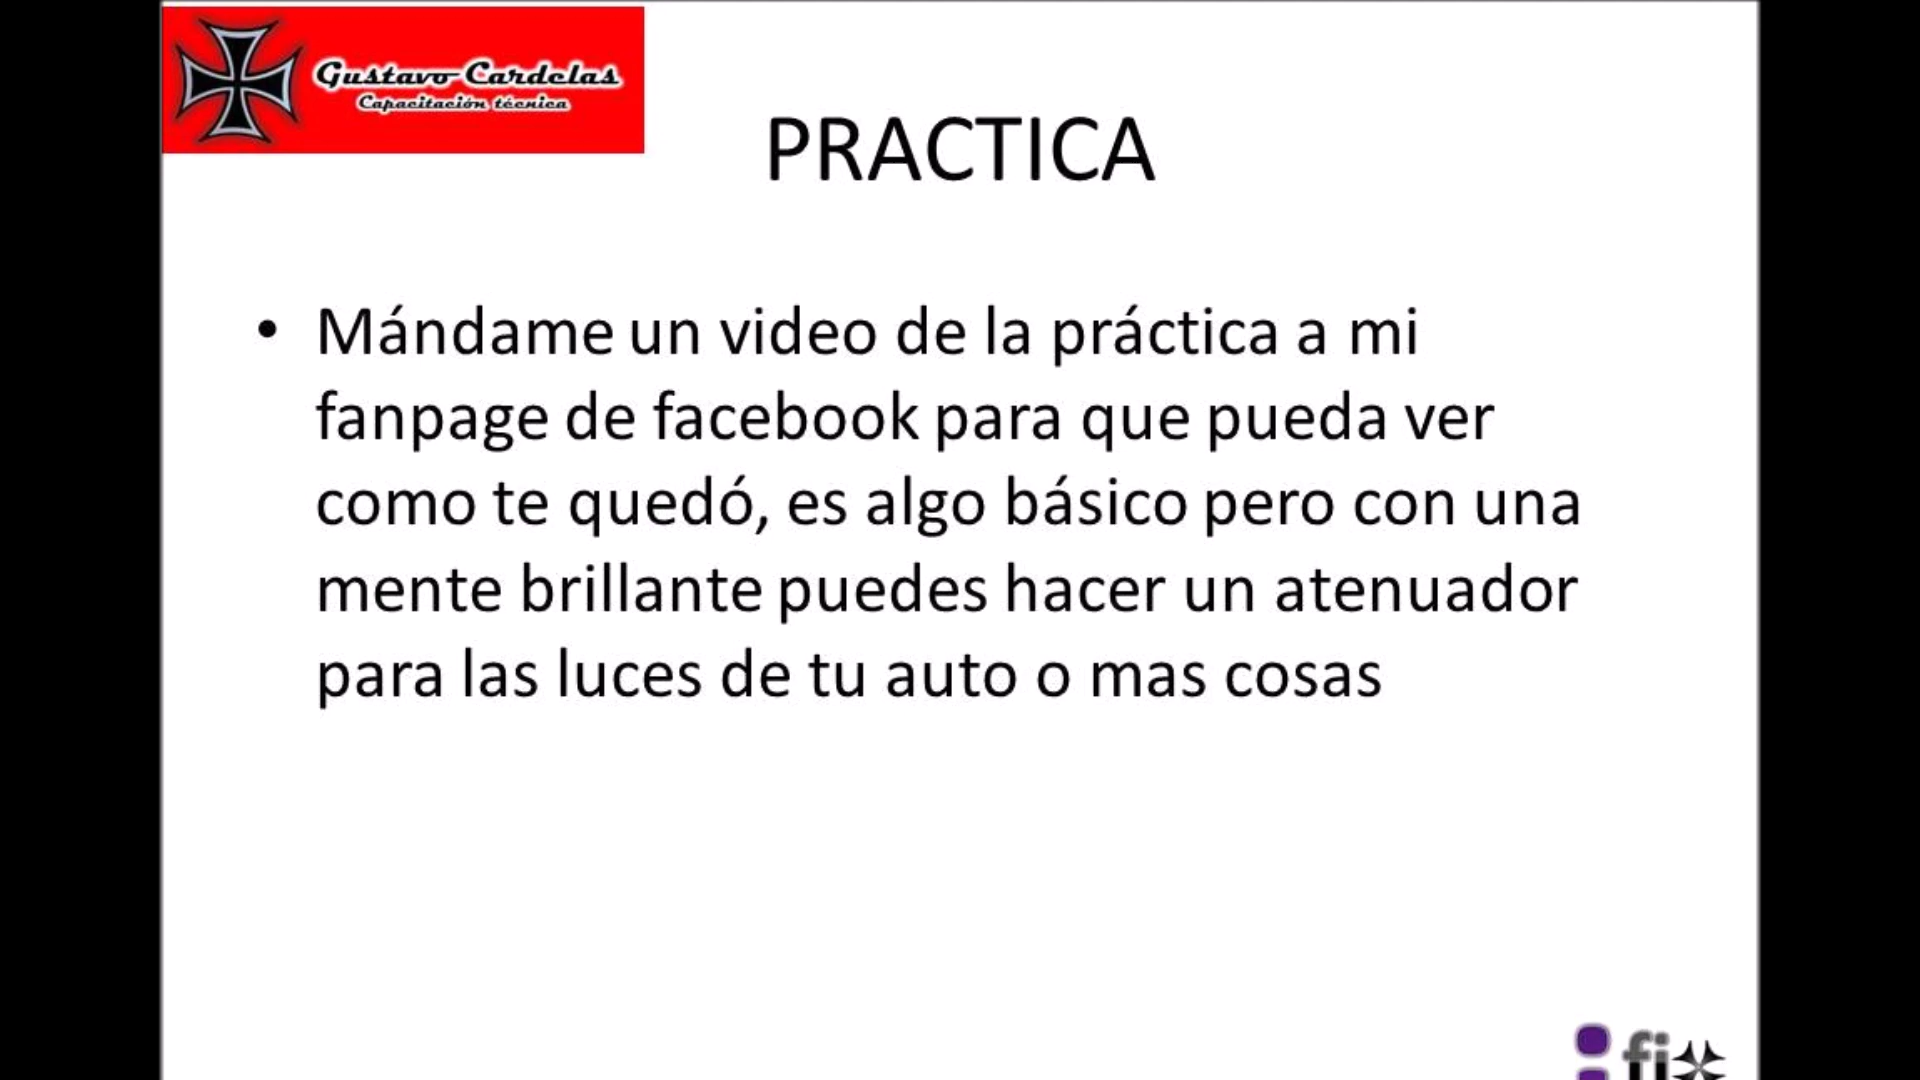 Gustavo Cardelas
Capacitación técnica
PRACTICA
• Mándame un video de la práctica a mi
fanpage de facebook para que pueda ver
como te quedó, es algo básico pero con una
mente brillante puedes hacer un atenuador
para las luces de tu auto o mas cosas